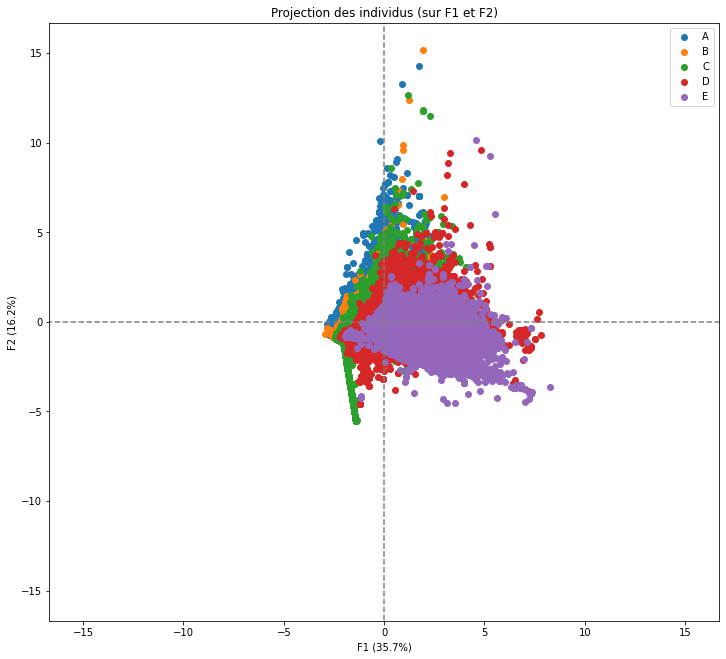 Projection des individus (sur F1 et F2)
A
B
C
D
E
15
10
5
0
−5
−10
−15
F2 (16.2%)
−15
−10
−5
0
5
10
15
F1 (35.7%)